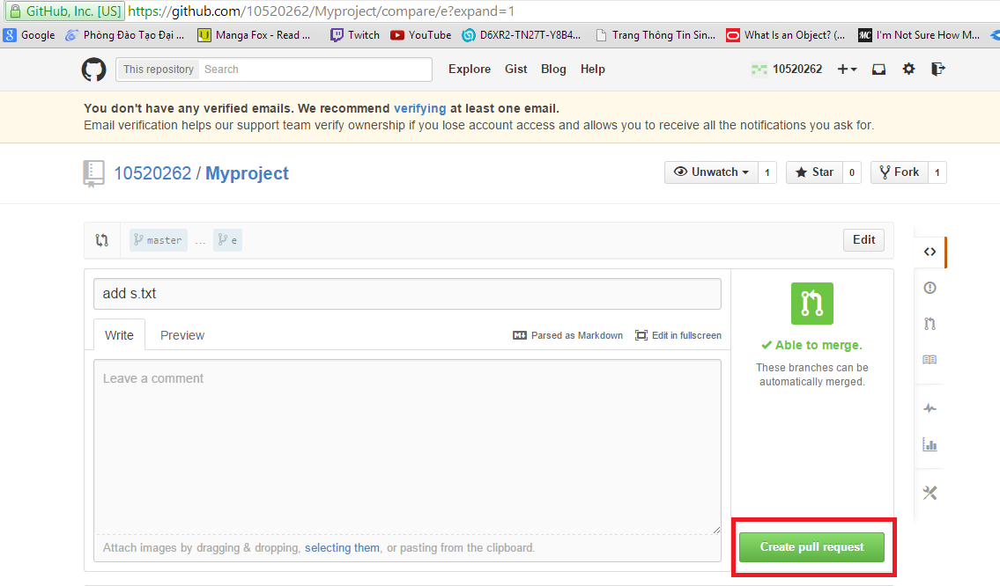 GitHub, Inc. [US] https://github.com/10520262/Myproject/compare/e?expand=1
8 Google Phòng Đào Tạo Đại ... U Manga Fox - Read ... Twitch YouTube D6XR2-TN27T-Y8B4... Trang Thông Tin Sin... What Is an Object? (... MC I'm Not Sure How M...
This repository Search Explore Gist Blog Help 10520262
You don't have any verified emails. We recommend verifying at least one email.
Email verification helps our support team verify ownership if you lose account access and allows you to receive all the notifications you ask for.
10520262 / Myproject Unwatch 1 Star 0 Fork 1
master ... e Edit
add s.txt
Write Preview Parsed as Markdown Edit in fullscreen
Able to merge.
These branches can be
automatically merged.
Leave a comment
Attach images by dragging & dropping, selecting them, or pasting from the clipboard.
Create pull request